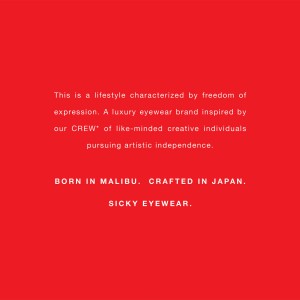 This is a lifestyle characterized by freedom of
expression. A luxury eyewear brand inspired by
our CREW* of like-minded creative individuals
pursuing artistic independence.
BORN IN MALIBU. CRAFTED IN JAPAN.
SICKY EYEWEAR.